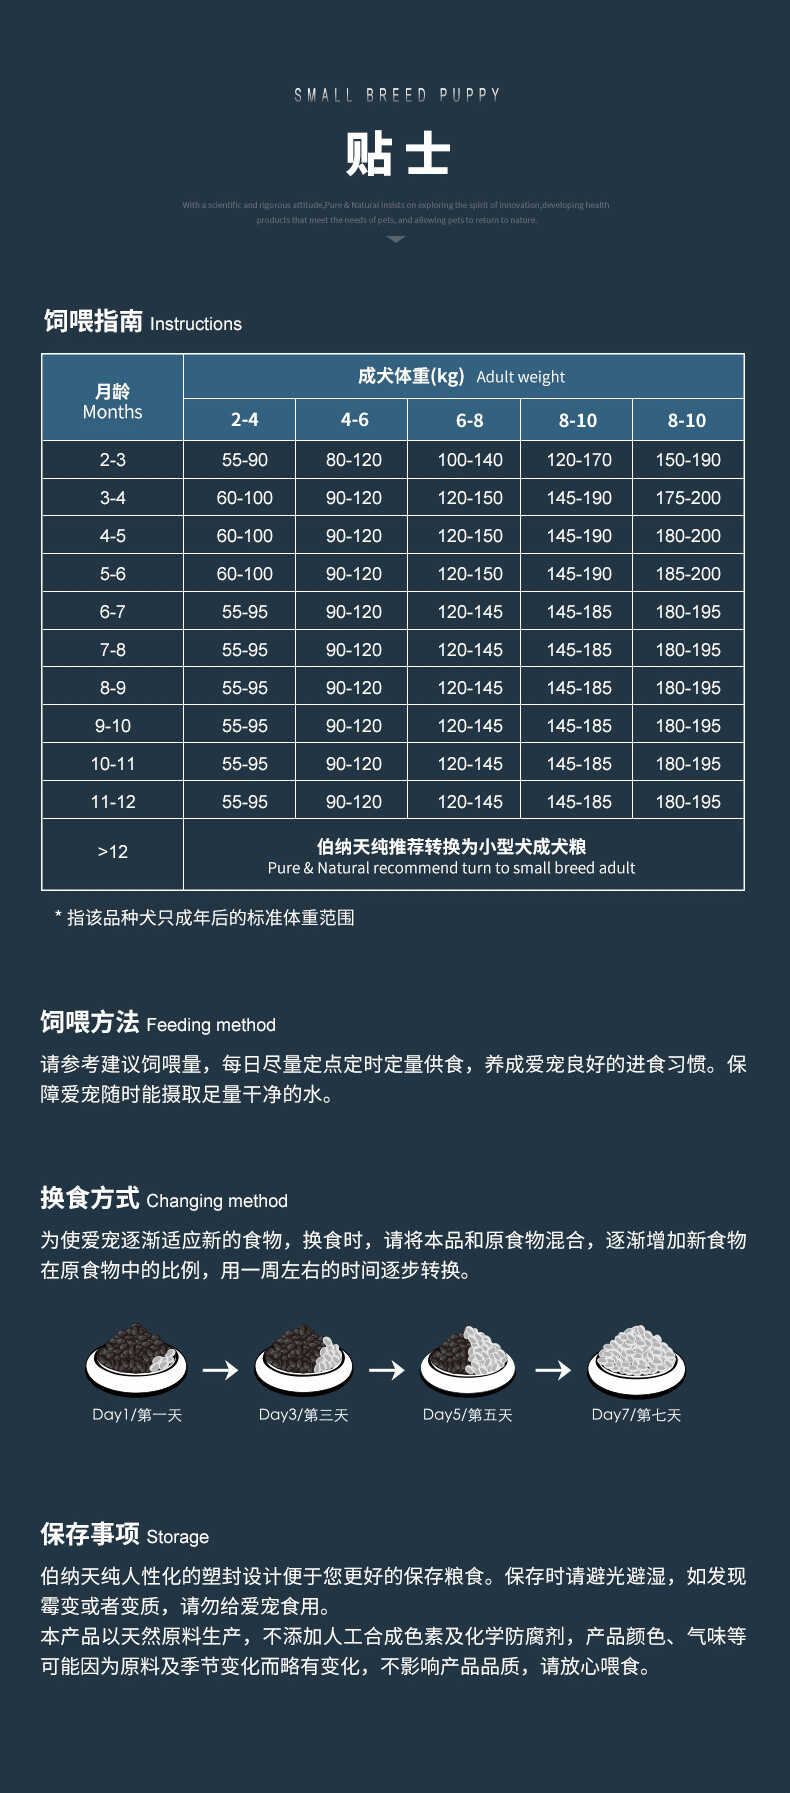 SMALL BREED PUPPY
贴士
With a scientific and rigorous attitude,Pure & Natural insists on exploring the spirit of innovation,developing health
products that meet the needs of pets, and allowing pets to return to nature.
饲喂指南 Instructions
月龄 成犬体重(kg) Adult weight
Months 2-4 4-6 6-8 8-10 8-10
2-3 55-90 80-120 100-140 120-170 150-190
3-4 60-100 90-120 120-150 145-190 175-200
4-5 60-100 90-120 120-150 145-190 180-200
5-6 60-100 90-120 120-150 145-190 185-200
6-7 55-95 90-120 120-145 145-185 180-195
7-8 55-95 90-120 120-145 145-185 180-195
8-9 55-95 90-120 120-145 145-185 180-195
9-10 55-95 90-120 120-145 145-185 180-195
10-11 55-95 90-120 120-145 145-185 180-195
11-12 55-95 90-120 120-145 145-185 180-195
>12 伯纳天纯推荐转换为小型犬成犬粮
Pure & Natural recommend turn to small breed adult
* 指该品种犬只成年后的标准体重范围
饲喂方法 Feeding method
请参考建议饲喂量，每日尽量定点定时定量供食，养成爱宠良好的进食习惯。保
障爱宠随时能摄取足量干净的水。
换食方式 Changing method
为使爱宠逐渐适应新的食物，换食时，请将本品和原食物混合，逐渐增加新食物
在原食物中的比例，用一周左右的时间逐步转换。
Day1/第一天 Day3/第三天 Day5/第五天 Day7/第七天
保存事项 Storage
伯纳天纯人性化的塑封设计便于您更好的保存粮食。保存时请避光避湿，如发现
霉变或者变质，请勿给爱宠食用。
本产品以天然原料生产，不添加人工合成色素及化学防腐剂，产品颜色、气味等
可能因为原料及季节变化而略有变化，不影响产品品质，请放心喂食。